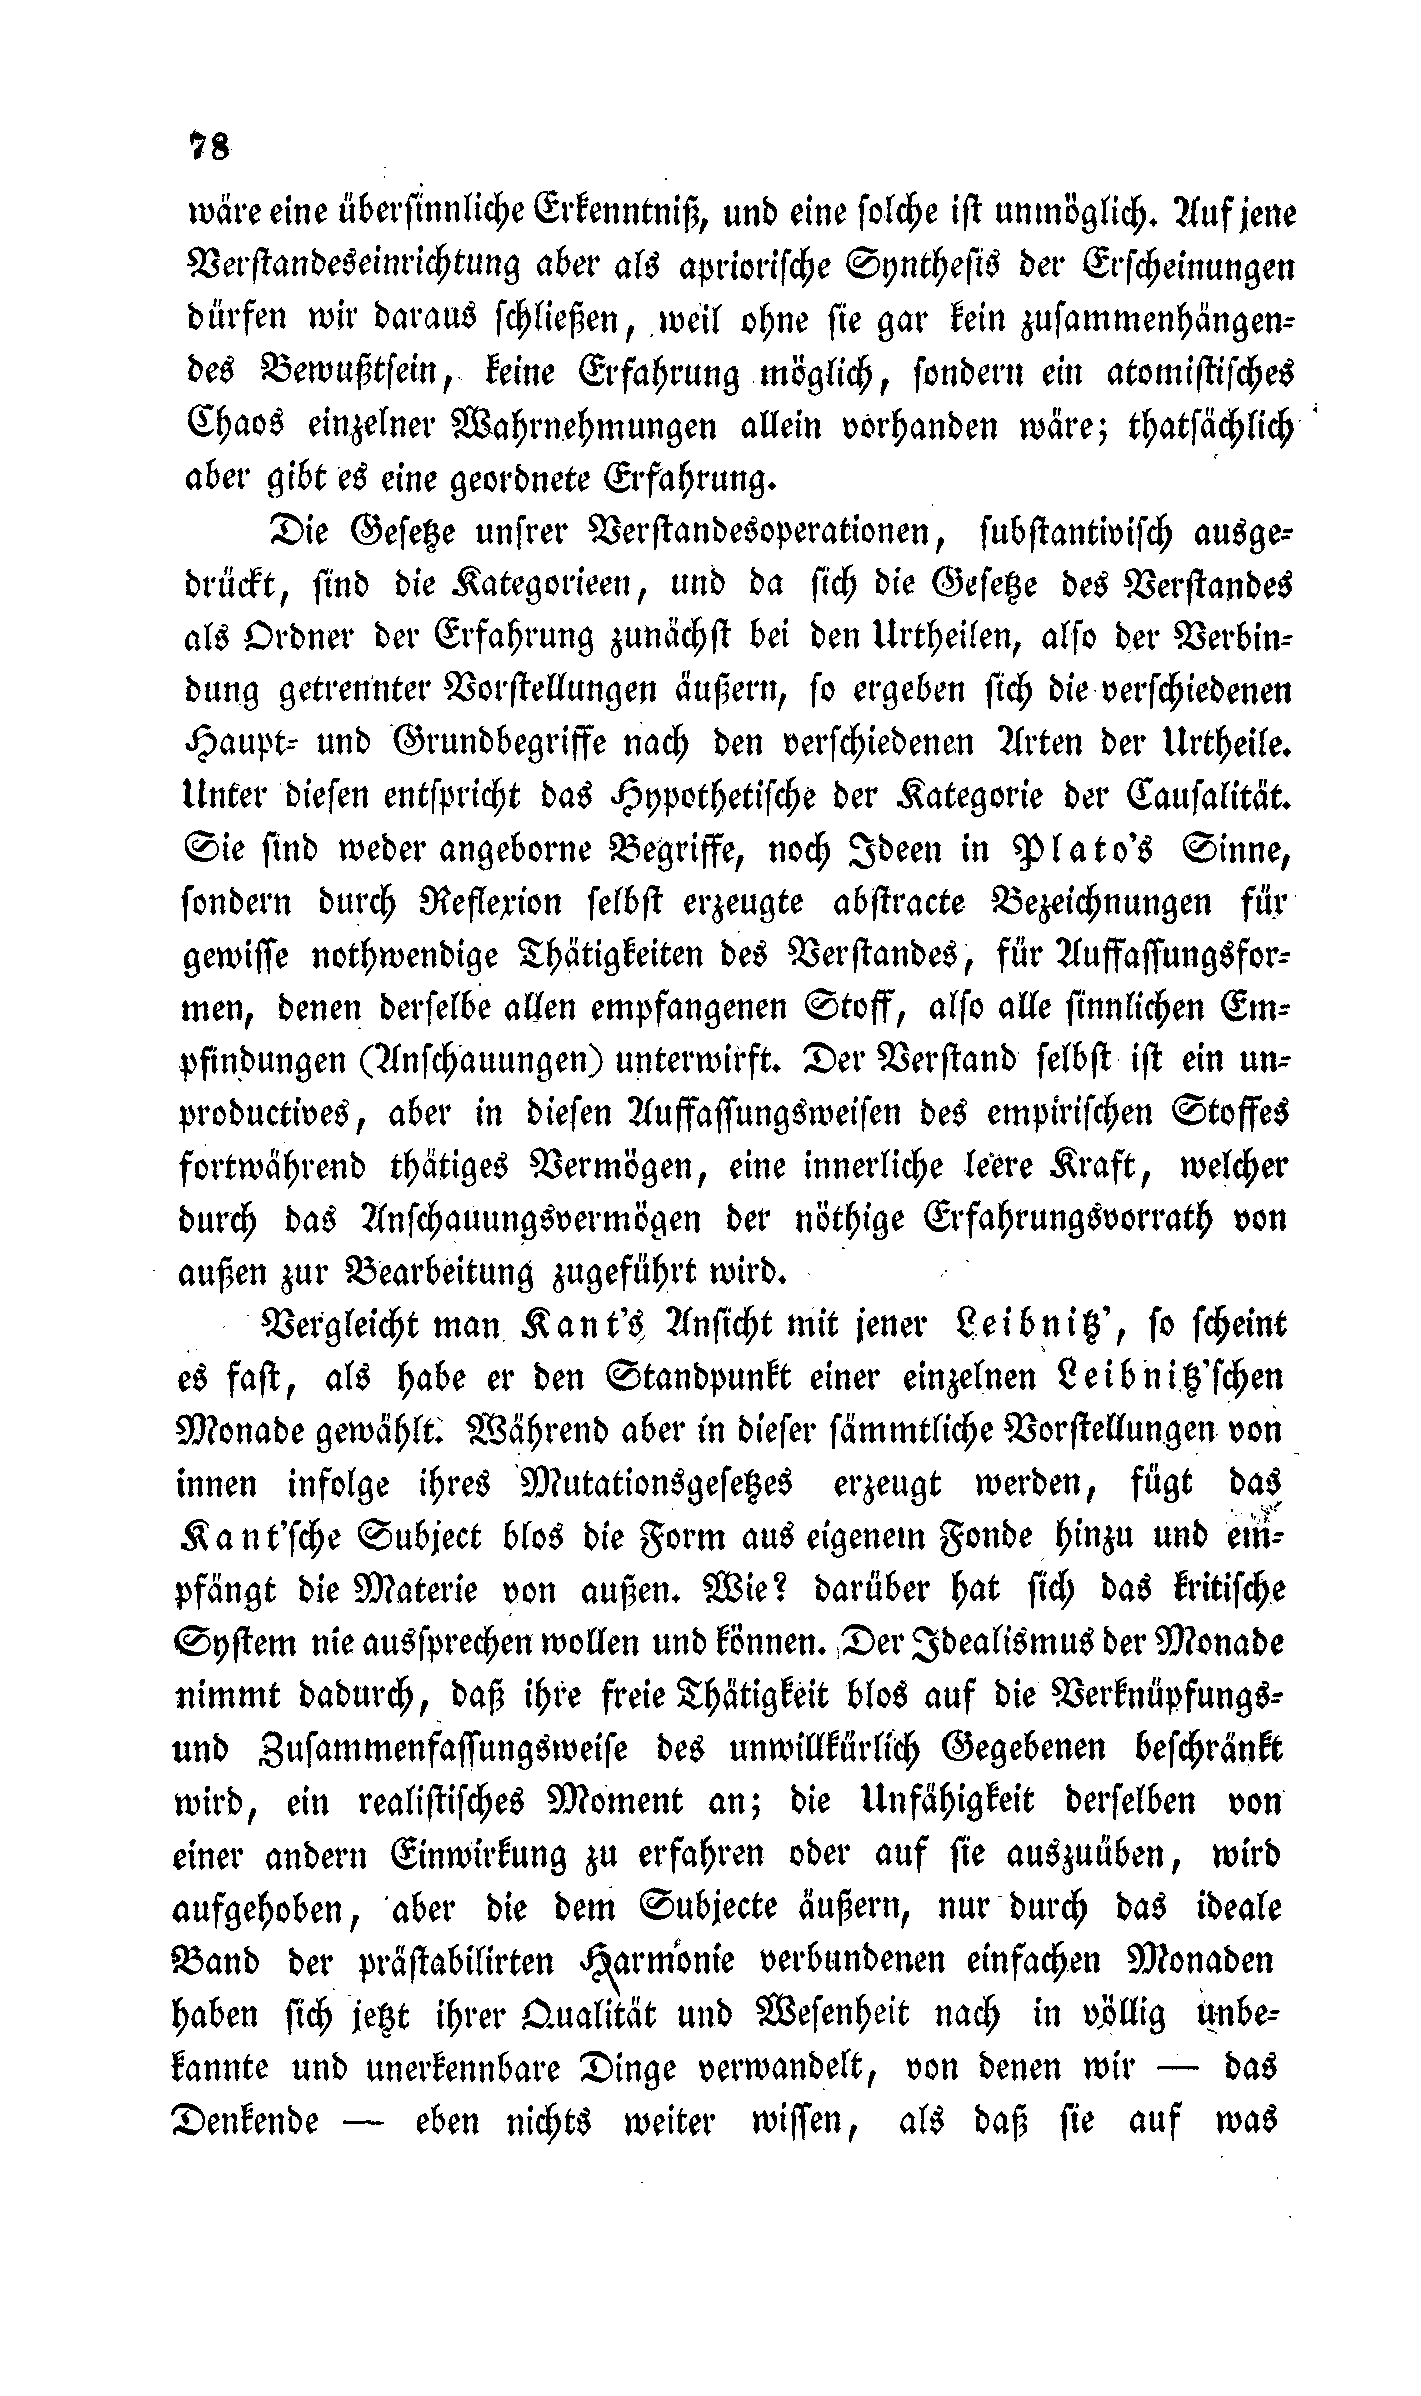 78
wäre eine übersinnliche Erkenntniß, und eine solche ist unmöglich. Auf jene
Verstandeseinrichtung aber als apriorische Synthesis der Erscheinungen
dürfen wir daraus schließen, weil ohne sie gar kein zusammenhängen-
des Bewußtsein, keine Erfahrung möglich, sondern ein atomistisches
Chaos einzelner Wahrnehmungen allein vorhanden wäre; thatsächlich
aber gibt es eine geordnete Erfahrung.
Die Gesetze unsrer Verstandesoperationen, substantivisch ausge-
drückt, sind die Kategorieen, und da sich die Gesetze des Verstandes
als Ordner der Erfahrung zunächst bei den Urtheilen, also der Verbin-
dung getrennter Vorstellungen äußern, so ergeben sich die verschiedenen
Haupt- und Grundbegriffe nach den verschiedenen Arten der Urtheile.
Unter diesen entspricht das Hypothetische der Kategorie der Causalität.
Sie sind weder angeborne Begriffe, noch Ideen in Plato's Sinne,
sondern durch Reflexion selbst erzeugte abstracte Bezeichnungen für
gewisse nothwendige Thätigkeiten des Verstandes, für Auffassungsfor-
men, denen derselbe allen empfangenen Stoff, also alle sinnlichen Em-
pfindungen (Anschauungen) unterwirft. Der Verstand selbst ist ein un-
productives, aber in diesen Auffassungsweisen des empirischen Stoffes
fortwährend thätiges Vermögen, eine innerliche leere Kraft, welcher
durch das Anschauungsvermögen der nöthige Erfahrungsvorrath von
außen zur Bearbeitung zugeführt wird.
Vergleicht man Kant's Ansicht mit jener Leibnitz', so scheint
es fast, als habe er den Standpunkt einer einzelnen Leibnitz'schen
Monade gewählt. Während aber in dieser sämmtliche Vorstellungen von
innen infolge ihres Mutationsgesetzes erzeugt werden, fügt das
Kant'sche Subject blos die Form aus eigenem Fonde hinzu und em-
pfängt die Materie von außen. Wie? darüber hat sich das kritische
System nie aussprechen wollen und können. Der Idealismus der Monade
nimmt dadurch, daß ihre freie Thätigkeit blos auf die Verknüpfungs-
und Zusammenfassungsweise des unwillkürlich Gegebenen beschränkt
wird, ein realistisches Moment an; die Unfähigkeit derselben von
einer andern Einwirkung zu erfahren oder auf sie auszuüben, wird
aufgehoben, aber die dem Subjecte äußern, nur durch das ideale
Band der prästabilirten Harmonie verbundenen einfachen Monaden
haben sich jetzt ihrer Qualität und Wesenheit nach in völlig unbe-
kannte und unerkennbare Dinge verwandelt, von denen wir — das
Denkende — eben nichts weiter wissen, als daß sie auf was